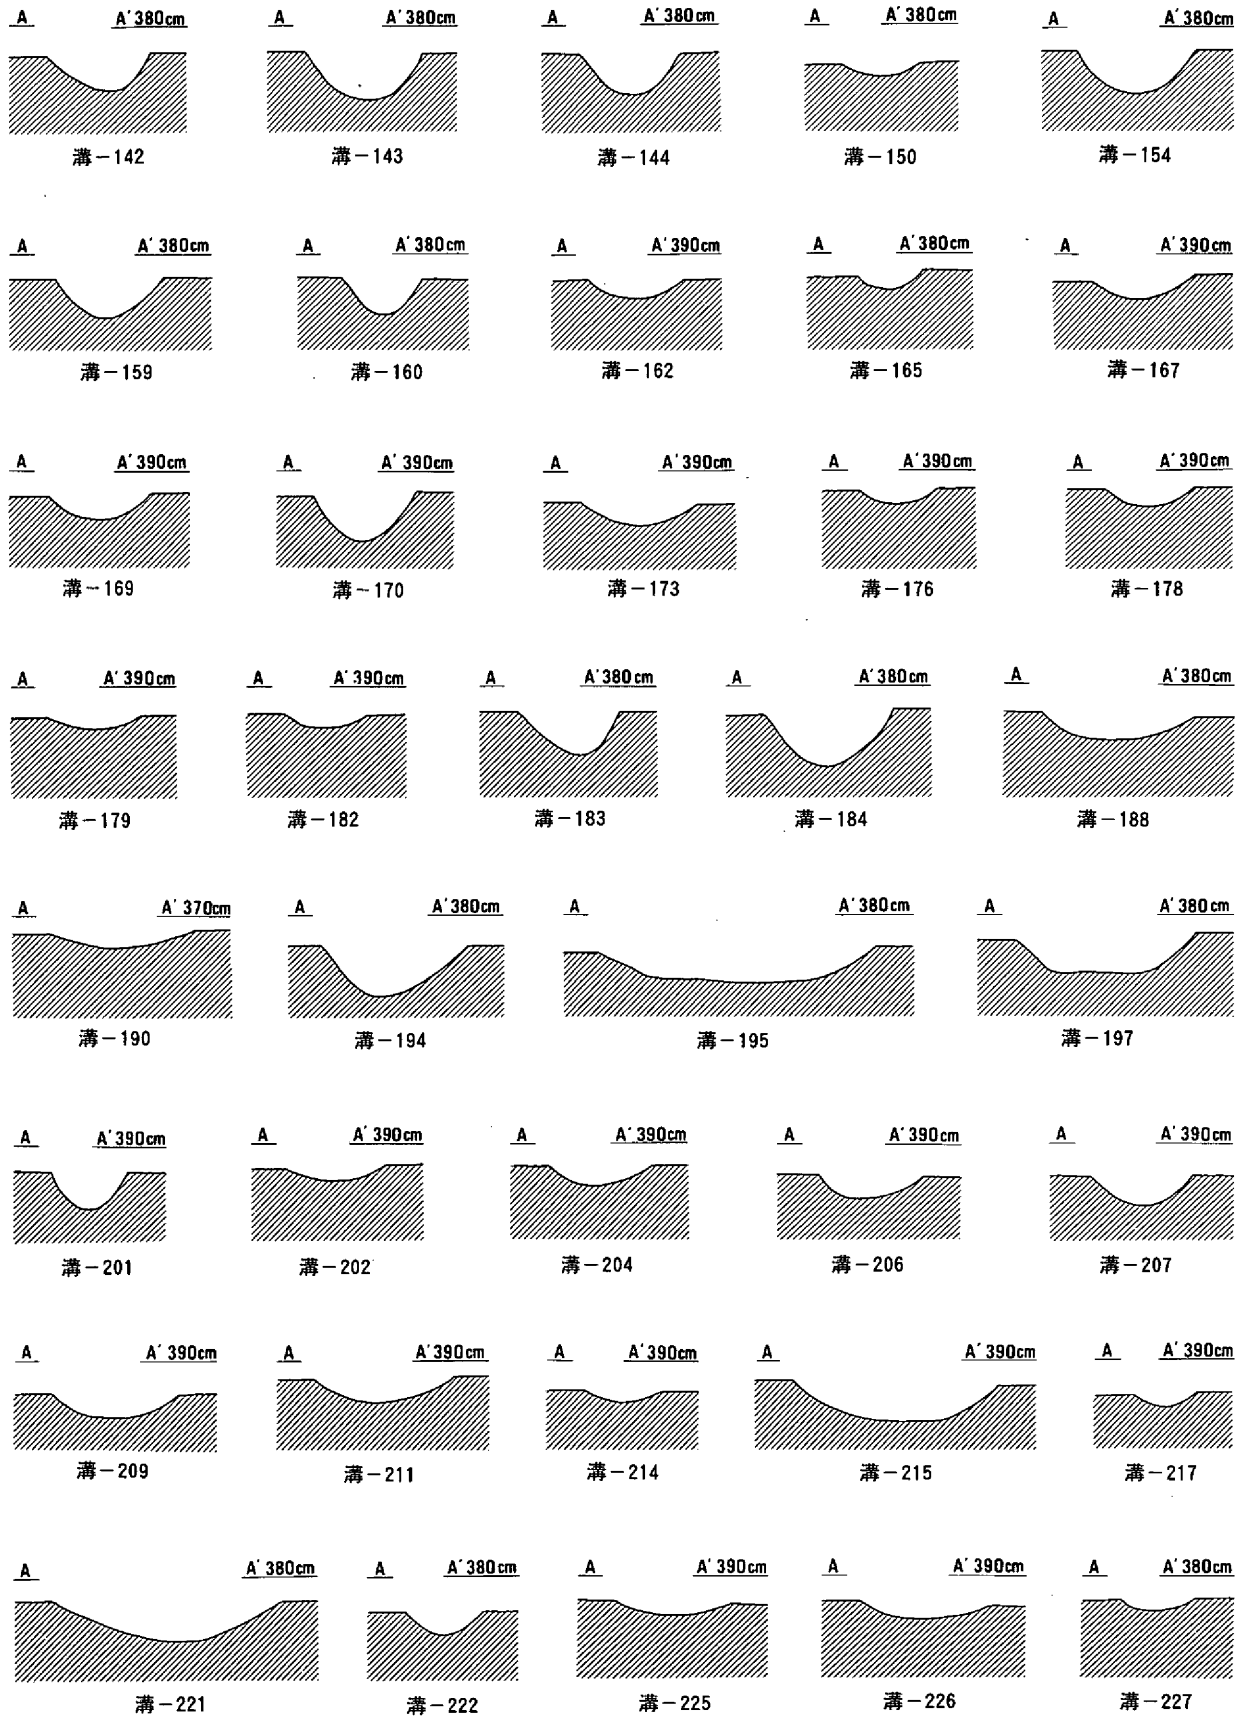 A A′380cm A A′380cm A A′380cm A A′380cm A A′380cm
溝－142 溝－143 溝－144 溝－150 溝－154
A A′380cm A A′380cm A A′390cm A A′380cm A A′390cm
溝－159 溝－160 溝－162 溝－165 溝－167
A A′390cm A A′390cm A A′390cm A A′390cm A A′390cm
溝－169 溝－170 溝－173 溝－176 溝－178
A A′390cm A A′390cm A A′380cm A A′380cm A A′380cm
溝－179 溝－182 溝－183 溝－184 溝－188
A A′370cm A A′380cm A A′380cm A A′380cm
溝－190 溝－194 溝－195 溝－197
A A′390cm A A′390cm A A′390cm A A′390cm A A′390cm
溝－201 溝－202 溝－204 溝－206 溝－207
A A′390cm A A′390cm A A′390cm A A′390cm A A′390cm
溝－209 溝－211 溝－214 溝－215 溝－217
A A′380cm A A′380cm A A′390cm A A′390cm A A′380cm
溝－221 溝－222 溝－225 溝－226 溝－227